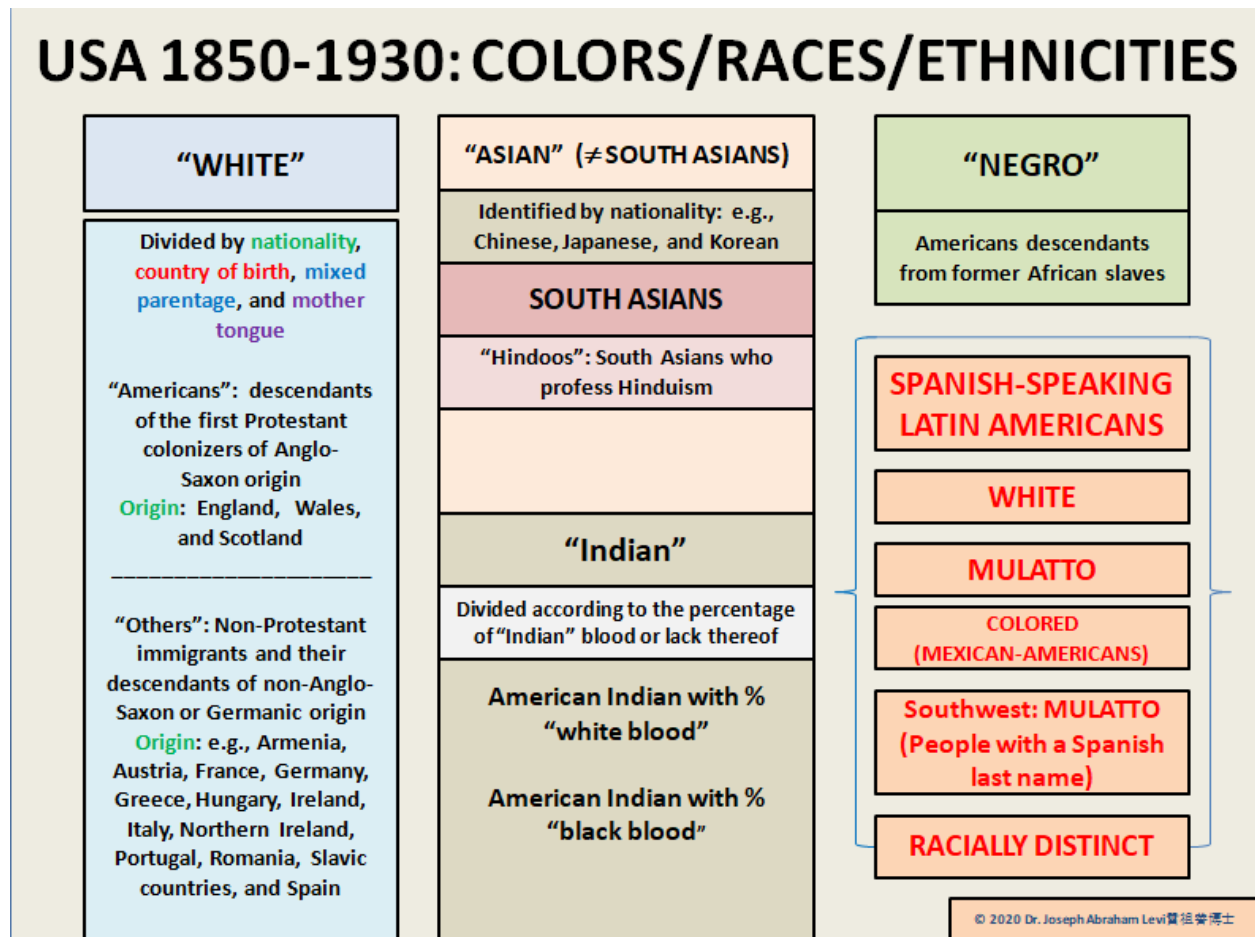 USA 1850-1930: COLORS/RACES/ETHNICITIES
“WHITE”
Divided by nationality,
country of birth, mixed
parentage, and mother
tongue
“Americans”: descendants
of the first Protestant
colonizers of Anglo-
Saxon origin
Origin: England, Wales,
and Scotland
“Others”: Non-Protestant
immigrants and their
descendants of non-Anglo-
Saxon or Germanic origin
Origin: e.g., Armenia,
Austria, France, Germany,
Greece, Hungary, Ireland,
Italy, Northern Ireland,
Portugal, Romania, Slavic
countries, and Spain
“ASIAN” (≠SOUTH ASIANS)
Identified by nationality: e.g.,
Chinese, Japanese, and Korean
SOUTH ASIANS
“Hindoos”: South Asians who
profess Hinduism
“Indian”
Divided according to the percentage
of “Indian” blood or lack thereof
American Indian with %
“white blood”
American Indian with %
“black blood”
“NEGRO”
Americans descendants
from former African slaves
SPANISH-SPEAKING
LATIN AMERICANS
WHITE
MULATTO
COLORED
(MEXICAN-AMERICANS)
Southwest: MULATTO
(People with a Spanish
last name)
RACIALLY DISTINCT
© 2020 Dr. Joseph Abraham Levi 博士